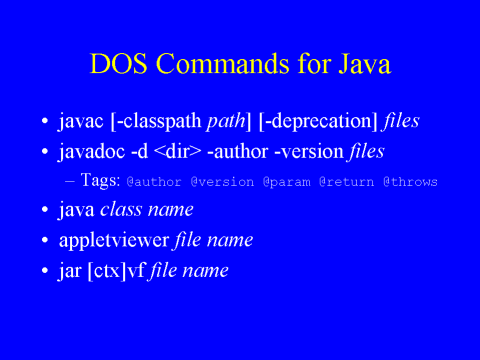 DOS Commands for Java
• javac [-classpath path] [-deprecation] files
• javadoc -d <dir> -author -version files
– Tags: @author @version @param @return @throws
• java class name
• appletviewer file name
• jar [ctx]vf file name